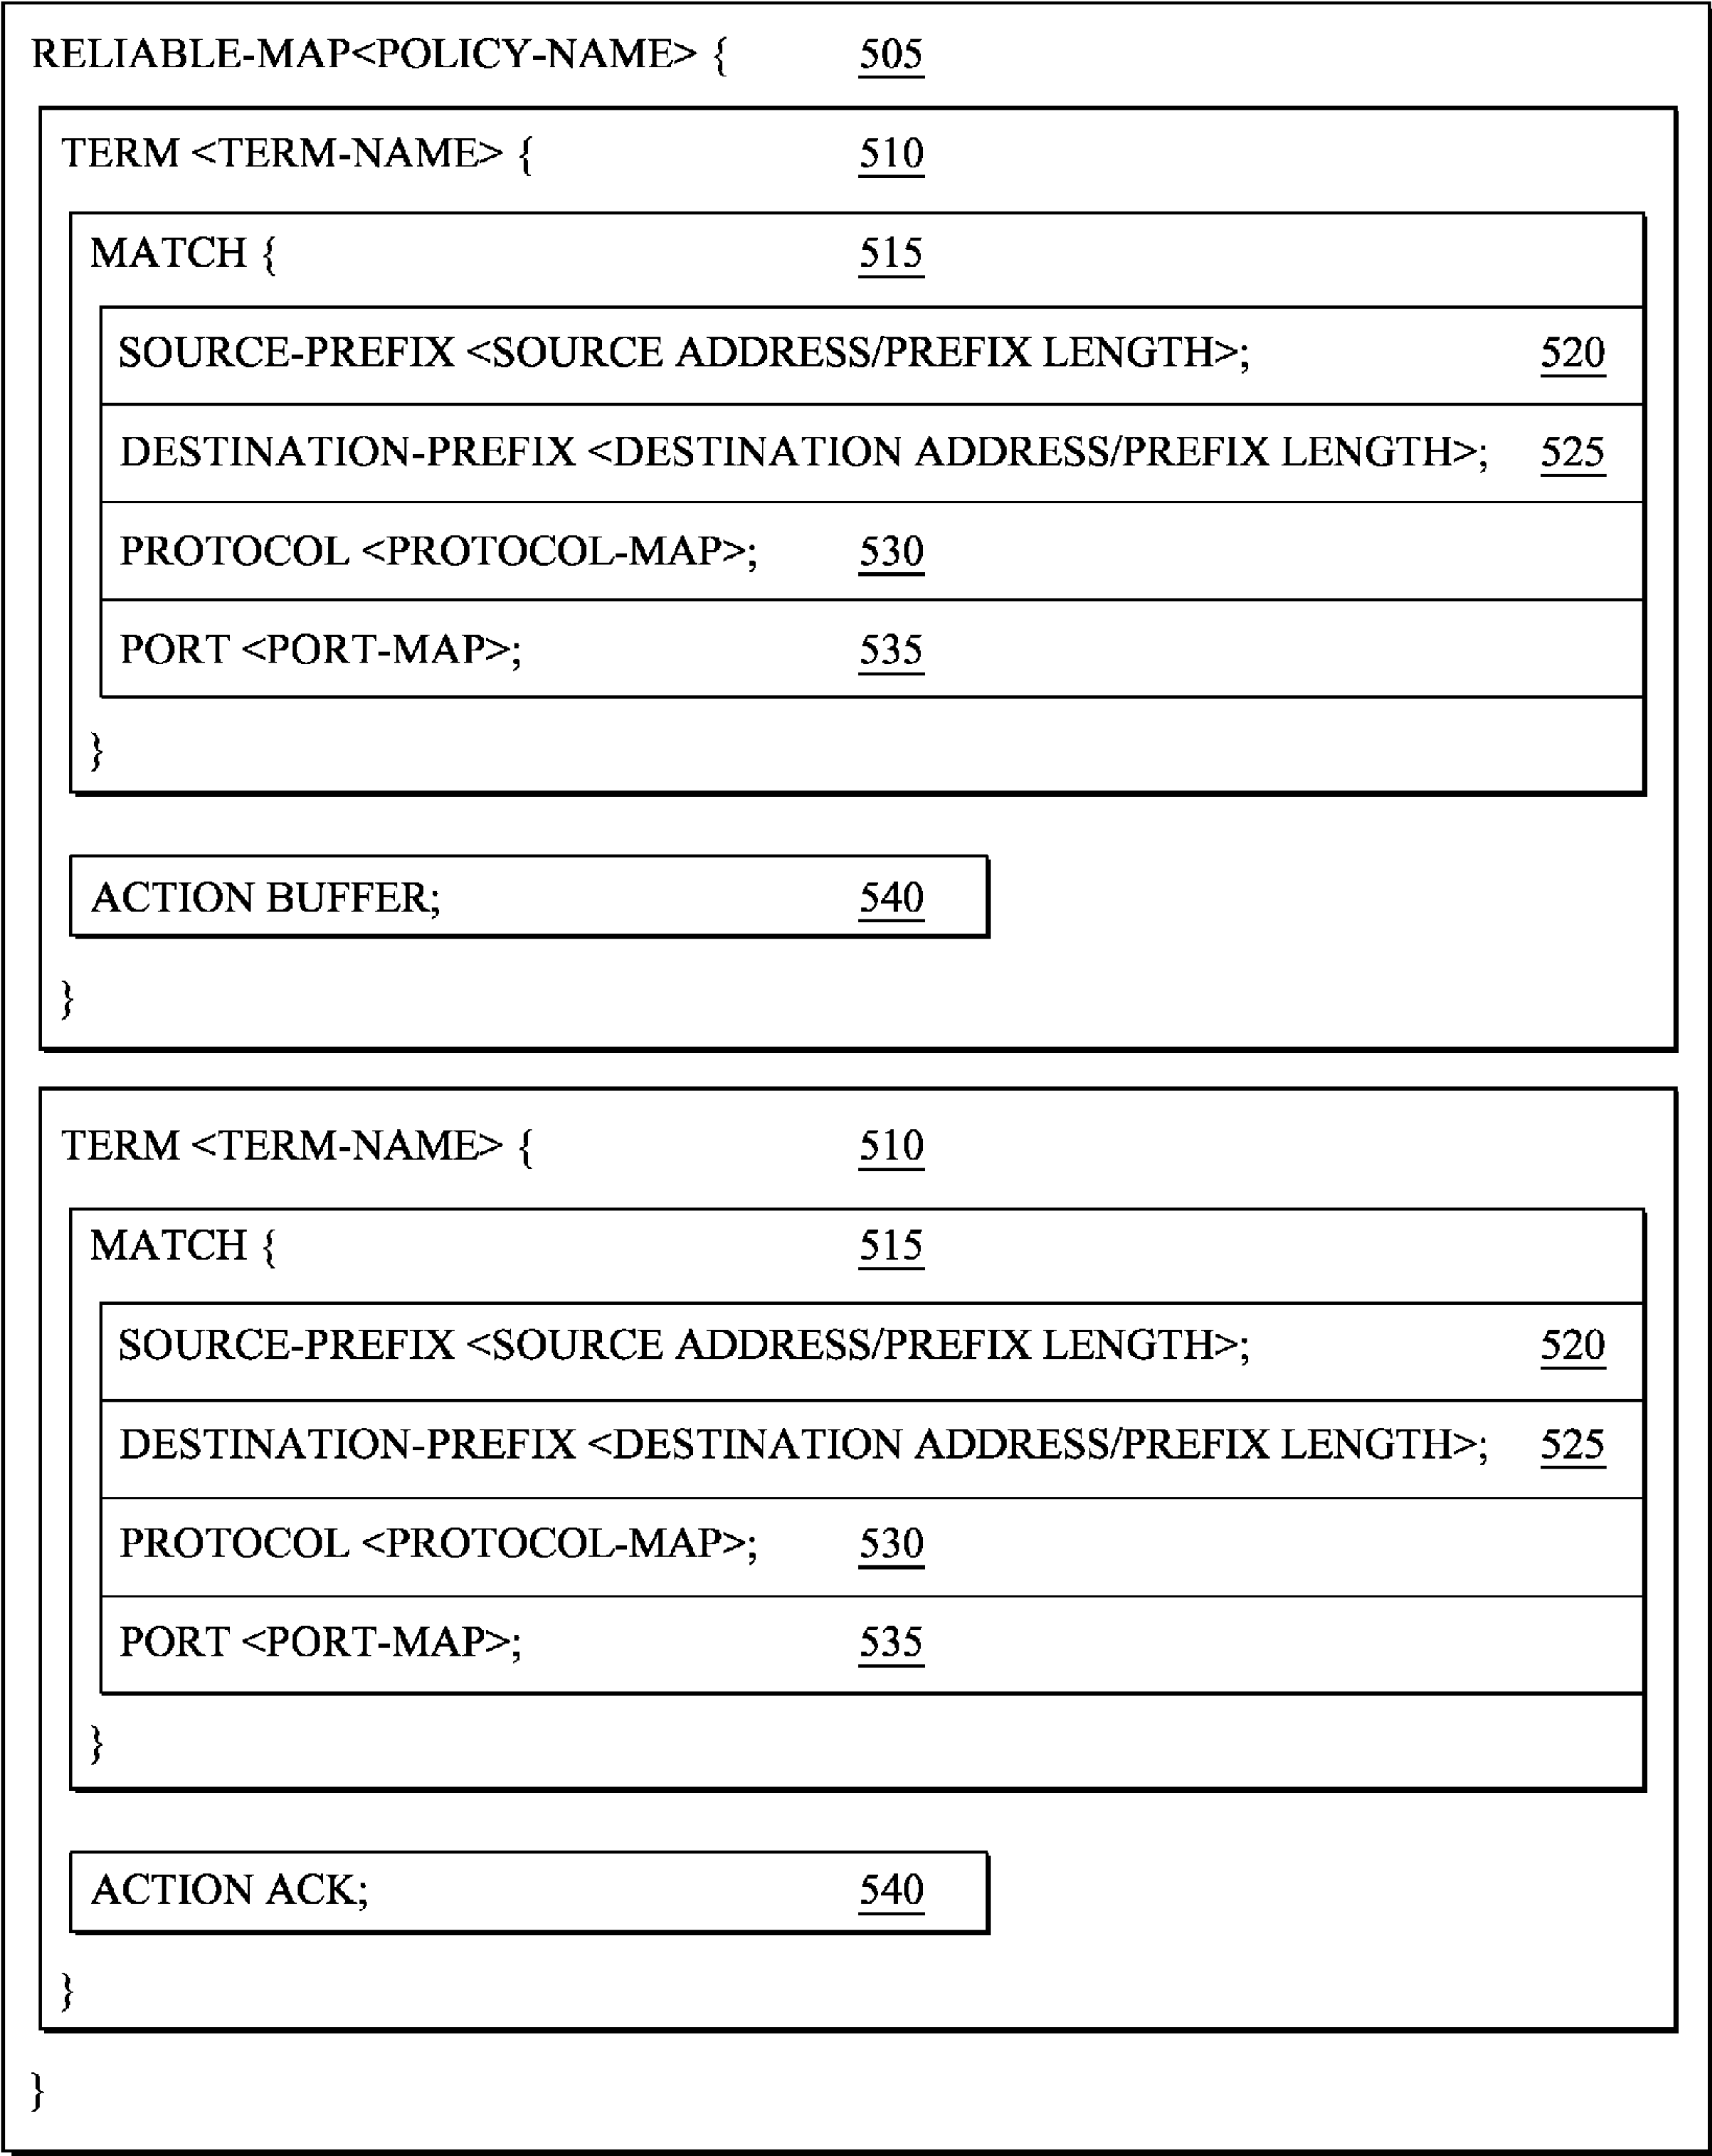 RELIABLE-MAP<POLICY-NAME> { 505
TERM <TERM-NAME> { 510
MATCH { 515
SOURCE-PREFIX <SOURCE ADDRESS/PREFIX LENGTH>; 520
DESTINATION-PREFIX <DESTINATION ADDRESS/PREFIX LENGTH>; 525
PROTOCOL <PROTOCOL-MAP>; 530
PORT <PORT-MAP>; 535
}
ACTION BUFFER; 540
}
TERM <TERM-NAME> { 510
MATCH { 515
SOURCE-PREFIX <SOURCE ADDRESS/PREFIX LENGTH>; 520
DESTINATION-PREFIX <DESTINATION ADDRESS/PREFIX LENGTH>; 525
PROTOCOL <PROTOCOL-MAP>; 530
PORT <PORT-MAP>; 535
}
ACTION ACK; 540
}
}